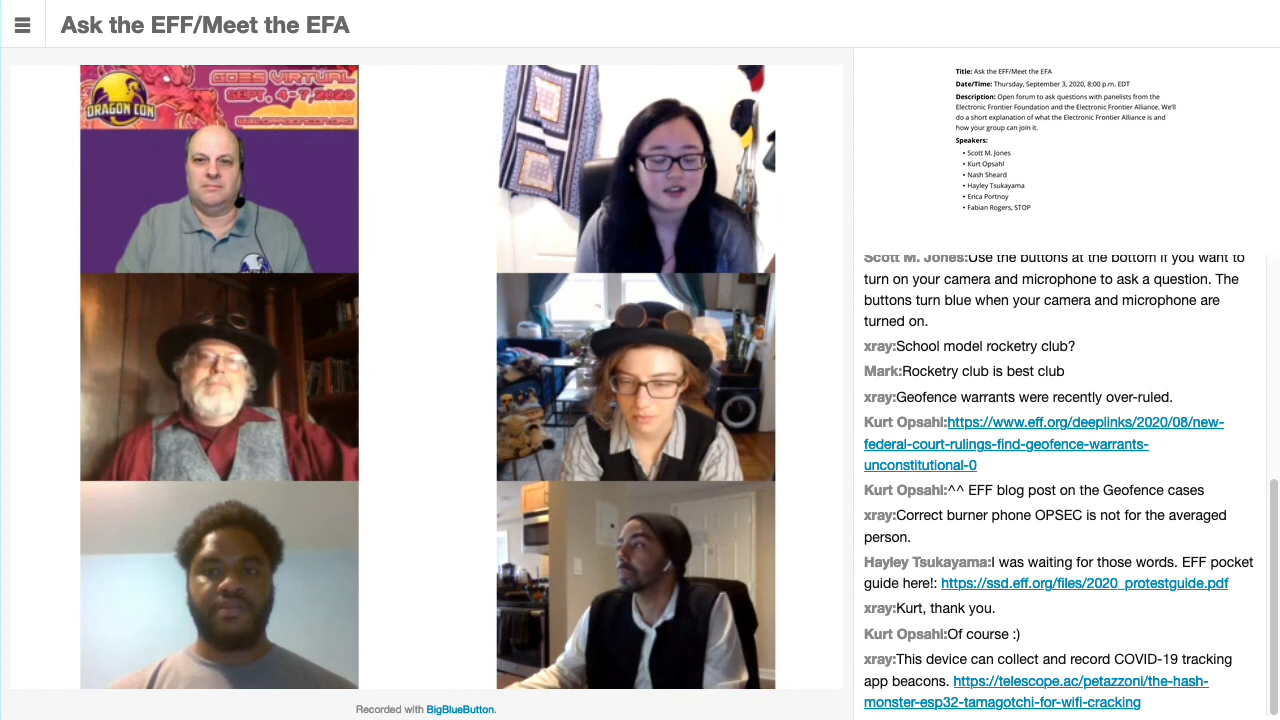 Ask the EFF/Meet the EFA
GOES VIRTUAL
SEPT. 4-7, 2020
DRAGON CON
Title: Ask the EFF/Meet the EFA
Date/Time: Thursday, September 3, 2020, 8:00 p.m. EDT
Description: Open forum to ask questions with panelists from the
Electronic Frontier Foundation and the Electronic Frontier Alliance. We'll
do a short explanation of what the Electronic Frontier Alliance is and
how your group can join it.
Speakers:
• Scott M. Jones
• Kurt Opsahl
• Nash Sheard
• Hayley Tsukayama
• Erica Portnoy
• Fabian Rogers, STOP
Scott M. Jones:Use the buttons at the bottom if you want to
turn on your camera and microphone to ask a question. The
buttons turn blue when your camera and microphone are
turned on.
xray:School model rocketry club?
Mark:Rocketry club is best club
xray:Geofence warrants were recently over-ruled.
Kurt Opsahl:https://www.eff.org/deeplinks/2020/08/new-
federal-court-rulings-find-geofence-warrants-
unconstitutional-0
Kurt Opsahl:^^ EFF blog post on the Geofence cases
xray:Correct burner phone OPSEC is not for the averaged
person.
Hayley Tsukayama:I was waiting for those words. EFF pocket
guide here!: https://ssd.eff.org/files/2020_protestguide.pdf
xray:Kurt, thank you.
Kurt Opsahl:Of course :)
xray:This device can collect and record COVID-19 tracking
app beacons. https://telescope.ac/petazzoni/the-hash-
monster-esp32-tamagotchi-for-wifi-cracking
Recorded with BigBlueButton.